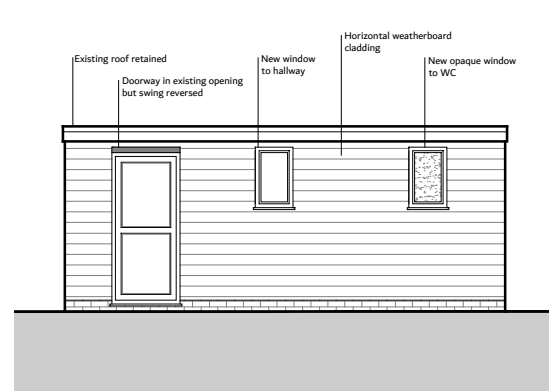 Existing roof retained
Doorway in existing opening
but swing reversed
New window
to hallway
Horizontal weatherboard
cladding
New opaque window
to WC